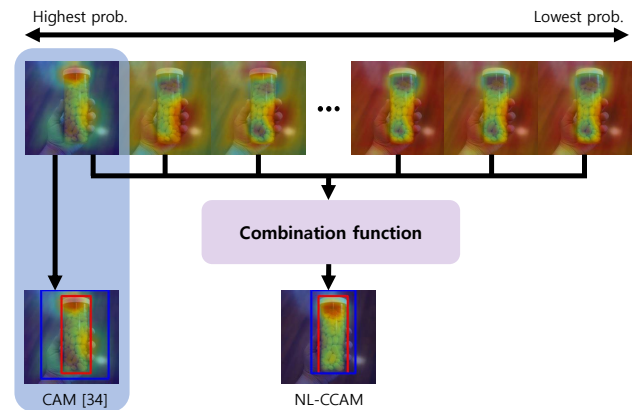 Highest prob.
Lowest prob.
...
Combination function
CAM [34]
NL-CCAM